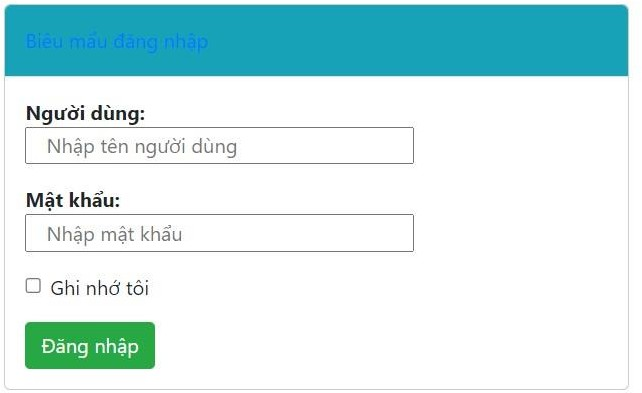 Biêu mẫu đăng nhập
Người dùng:
Nhập tên người dùng
Mật khẩu:
Nhập mật khẩu
Ghi nhớ tôi
Đăng nhập